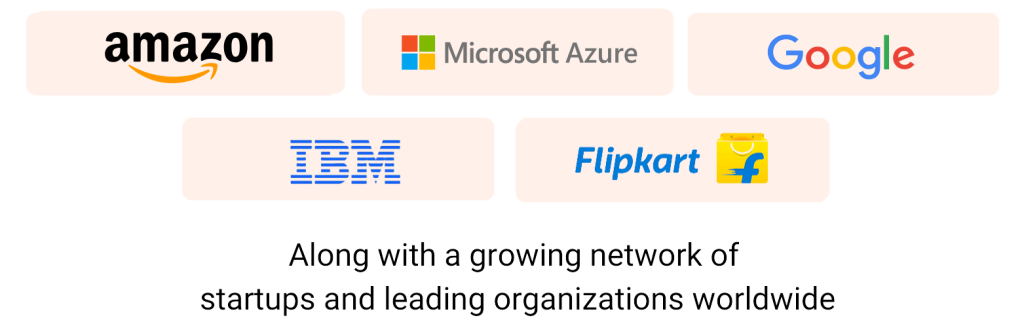 amazon
Microsoft Azure
Google
IBM
Flipkart f
Along with a growing network of
startups and leading organizations worldwide